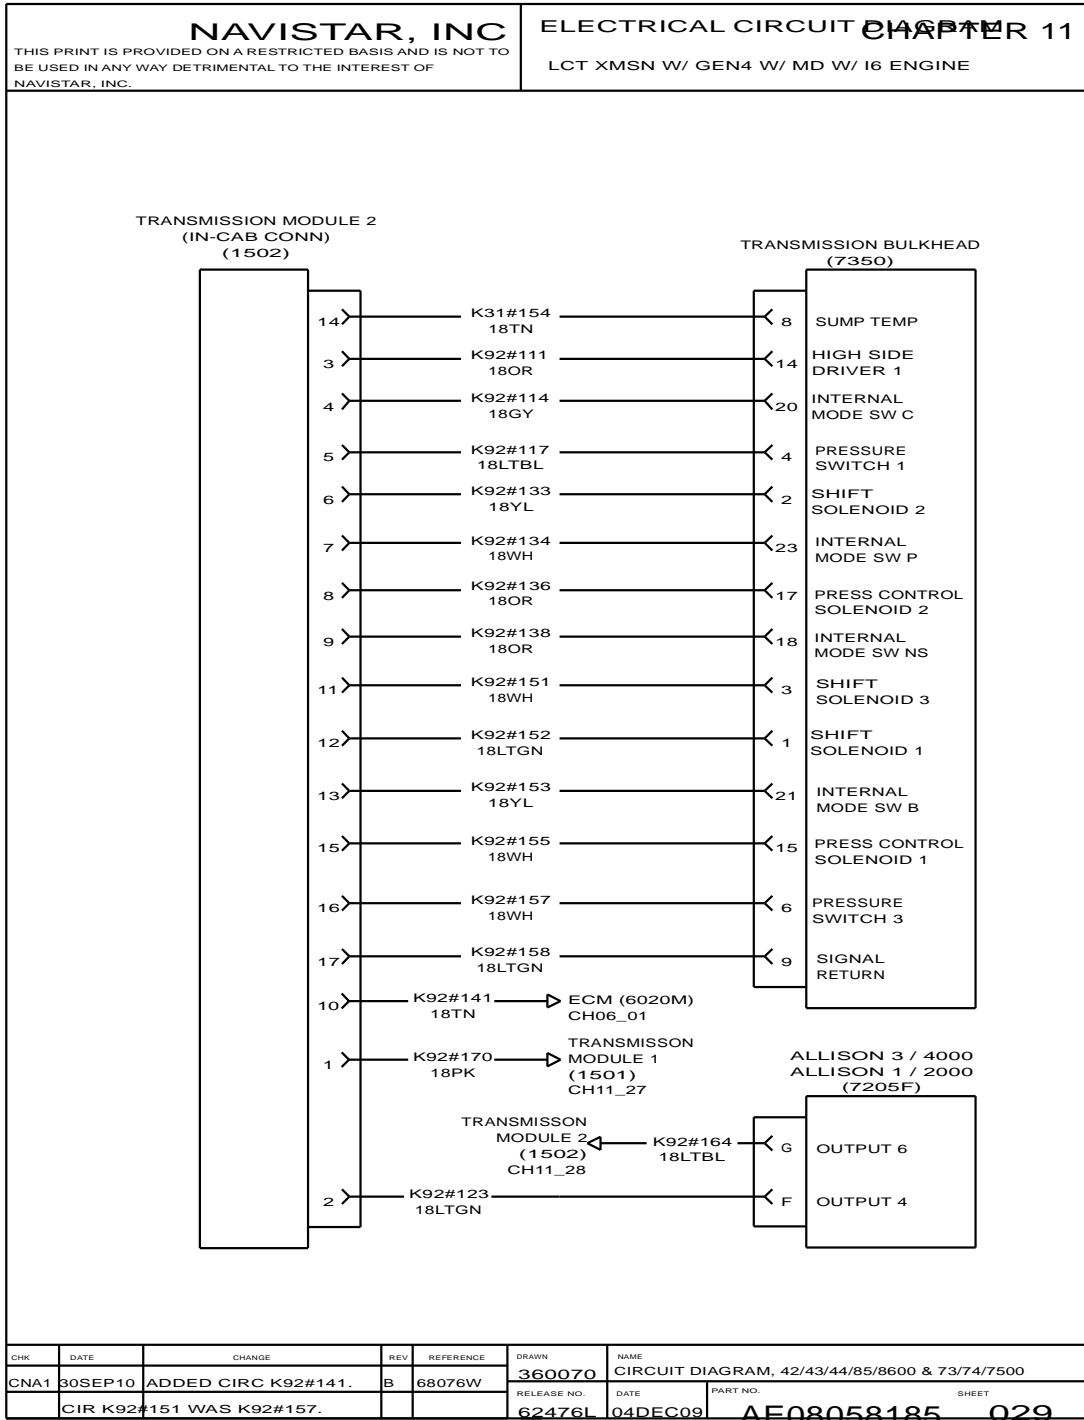 NAVISTAR, INC
THIS PRINT IS PROVIDED ON A RESTRICTED BASIS AND IS NOT TO
BE USED IN ANY WAY DETRIMENTAL TO THE INTEREST OF
NAVISTAR, INC.
ELECTRICAL CIRCUIT DIAGRAM
CHAPTER 11
LCT XMSN W/ GEN4 W/ MD W/ I6 ENGINE
TRANSMISSION MODULE 2
(IN-CAB CONN)
(1502)
TRANSMISSION BULKHEAD
(7350)
14 K31#154 8 SUMP TEMP
18TN
3 K92#111 14 HIGH SIDE
18OR DRIVER 1
4 K92#114 20 INTERNAL
18GY MODE SW C
5 K92#117 4 PRESSURE
18LTBL SWITCH 1
6 K92#133 2 SHIFT
18YL SOLENOID 2
7 K92#134 23 INTERNAL
18WH MODE SW P
8 K92#136 17 PRESS CONTROL
18OR SOLENOID 2
9 K92#138 18 INTERNAL
18OR MODE SW NS
11 K92#151 3 SHIFT
18WH SOLENOID 3
12 K92#152 1 SHIFT
18LTGN SOLENOID 1
13 K92#153 21 INTERNAL
18YL MODE SW B
15 K92#155 15 PRESS CONTROL
18WH SOLENOID 1
16 K92#157 6 PRESSURE
18WH SWITCH 3
17 K92#158 9 SIGNAL
18LTGN RETURN
10 K92#141 ECM (6020M)
18TN CH06_01
1 K92#170 TRANSMISSON
18PK MODULE 1
(1501)
CH11_27
ALLISON 3 / 4000
ALLISON 1 / 2000
(7205F)
TRANSMISSON
MODULE 2 K92#164 G OUTPUT 6
(1502) 18LTBL
CH11_28
2 K92#123 F OUTPUT 4
18LTGN
CHK DATE CHANGE REV REFERENCE DRAWN NAME
CNA1 30SEP10 ADDED CIRC K92#141. B 68076W 360070 CIRCUIT DIAGRAM, 42/43/44/85/8600 & 73/74/7500
RELEASE NO. DATE PART NO. SHEET
CIR K92#151 WAS K92#157. 62476L 04DEC09 AE08058185 029